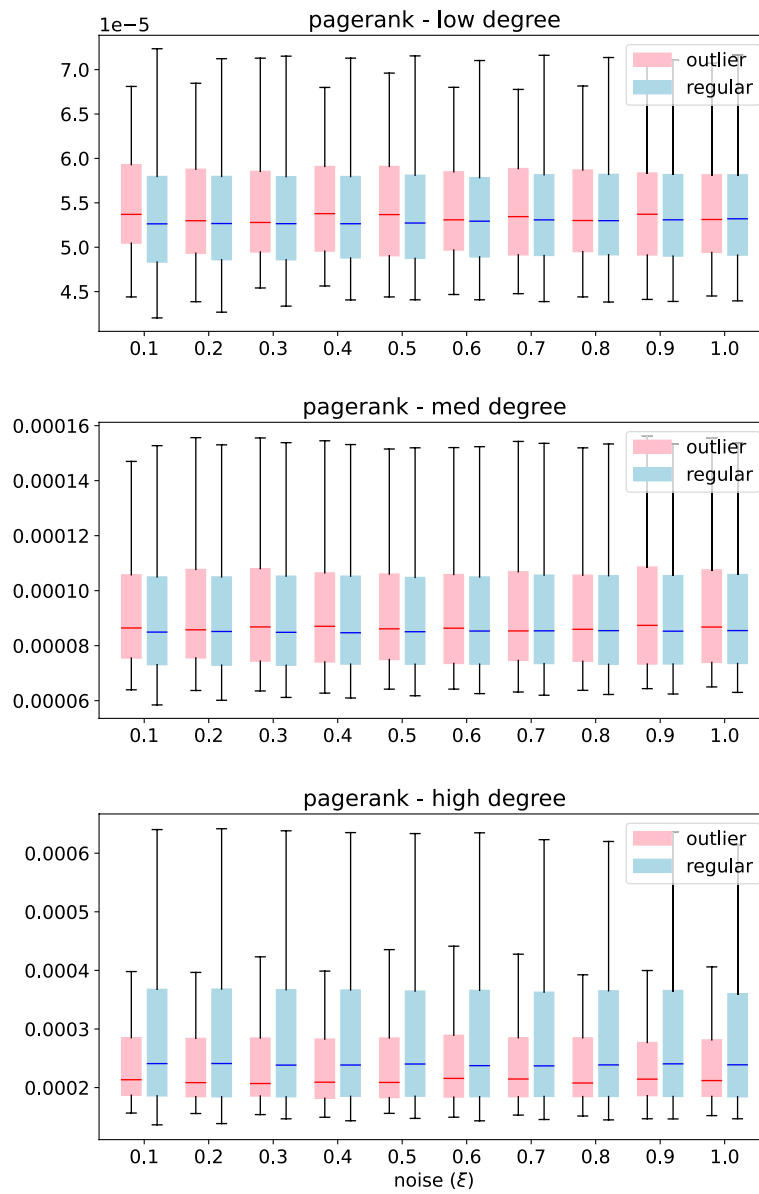 pagerank - low degree
1e−5
7.0
6.5
6.0
5.5
5.0
4.5
outlier
regular
0.1 0.2 0.3 0.4 0.5 0.6 0.7 0.8 0.9 1.0
pagerank - med degree
0.00016
0.00014
0.00012
0.00010
0.00008
0.00006
outlier
regular
0.1 0.2 0.3 0.4 0.5 0.6 0.7 0.8 0.9 1.0
pagerank - high degree
0.0006
0.0005
0.0004
0.0003
0.0002
outlier
regular
0.1 0.2 0.3 0.4 0.5 0.6 0.7 0.8 0.9 1.0
noise (ξ)